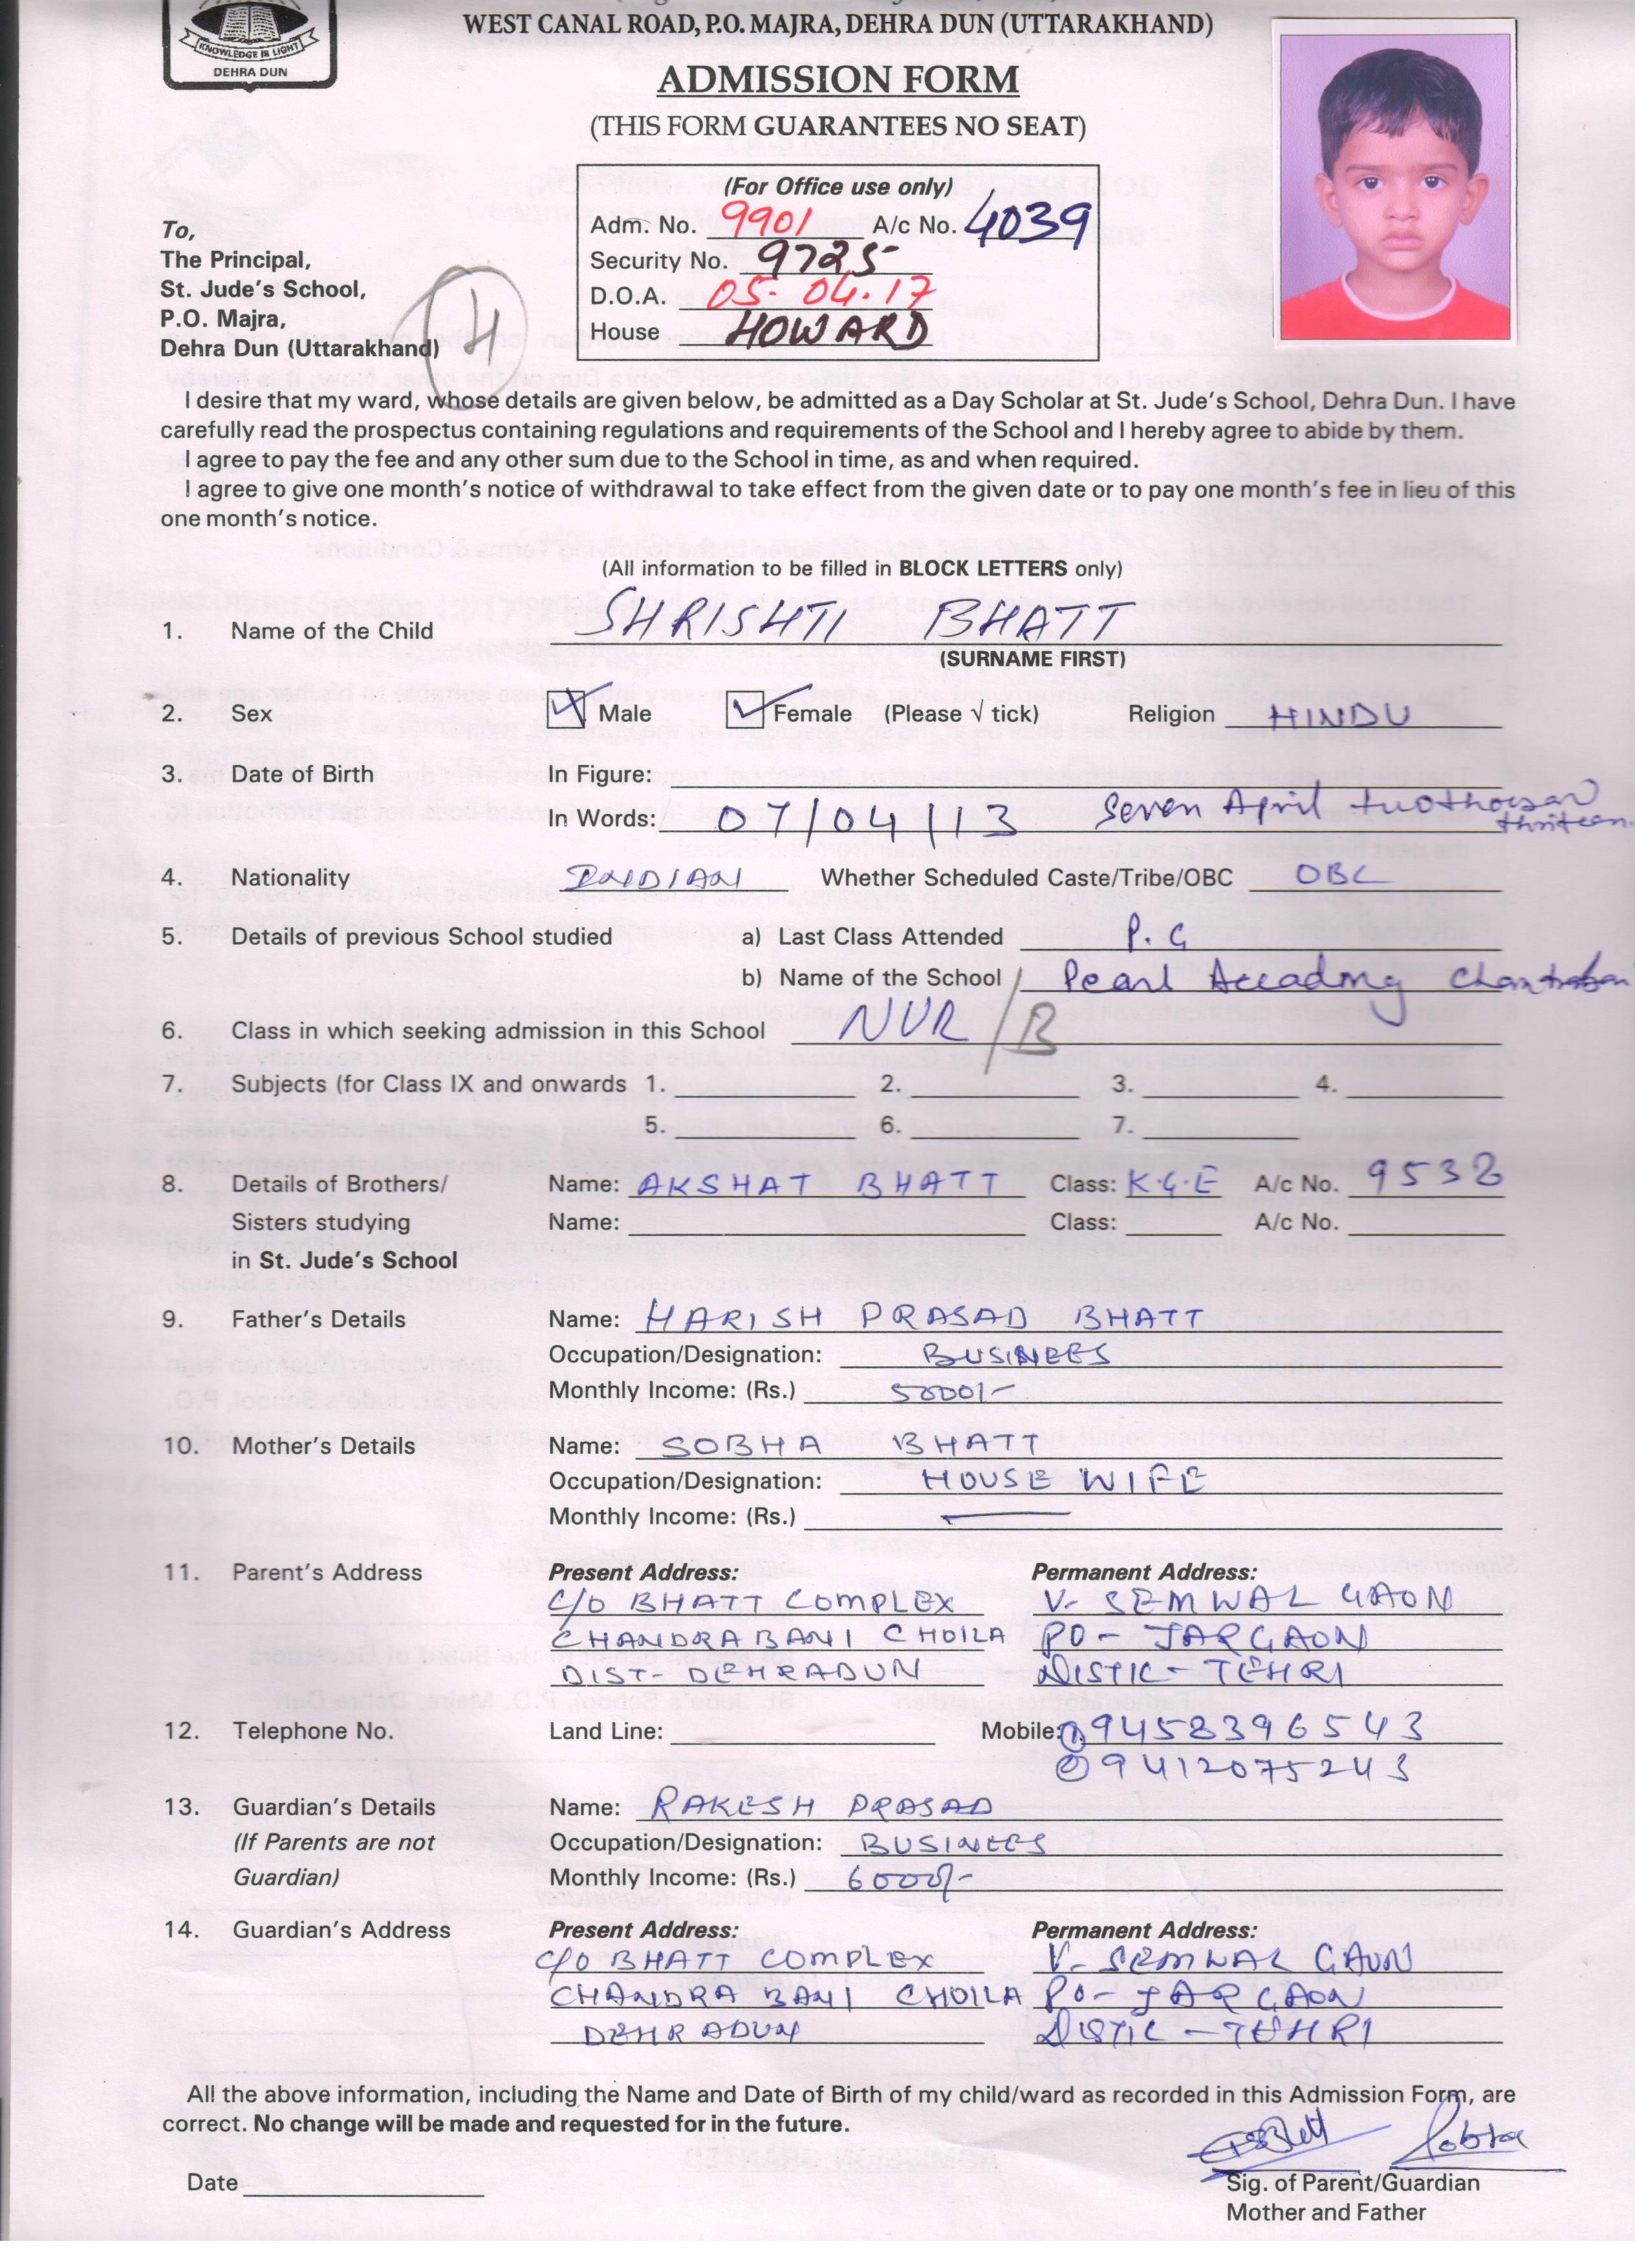 KNOWLEDGE IS LIGHT
DEHRA DUN
WEST CANAL ROAD, P.O. MAJRA, DEHRA DUN (UTTARAKHAND)
ADMISSION FORM
(THIS FORM GUARANTEES NO SEAT)
(For Office use only)
Adm. No. 9901 A/c No. 4039
Security No. 9725
D.O.A. 05.04.17
House HOWARD
To,
The Principal,
St. Jude's School,
P.O. Majra,
Dehra Dun (Uttarakhand)
H
I desire that my ward, whose details are given below, be admitted as a Day Scholar at St. Jude's School, Dehra Dun. I have
carefully read the prospectus containing regulations and requirements of the School and I hereby agree to abide by them.
I agree to pay the fee and any other sum due to the School in time, as and when required.
I agree to give one month's notice of withdrawal to take effect from the given date or to pay one month's fee in lieu of this
one month's notice.
(All information to be filled in BLOCK LETTERS only)
1. Name of the Child SHRISHTI BHATT
(SURNAME FIRST)
2. Sex Male Female (Please √ tick) Religion HINDU
3. Date of Birth In Figure:
In Words: 07/04/13 Seven April twothousan
thriteen.
4. Nationality INDIAN Whether Scheduled Caste/Tribe/OBC OBC
5. Details of previous School studied a) Last Class Attended P.G
b) Name of the School Pearl Accadmy
6. Class in which seeking admission in this School NUR / B
7. Subjects (for Class IX and onwards 1. 2. 3. 4.
5. 6. 7.
8. Details of Brothers/ Name: AKSHAT BHATT Class: K.G.E A/c No. 9532
Sisters studying Name: Class: A/c No.
in St. Jude's School
9. Father's Details Name: HARISH PRASAD BHATT
Occupation/Designation: BUSINEES
Monthly Income: (Rs.) 5000/-
10. Mother's Details Name: SOBHA BHATT
Occupation/Designation: HOUSE WIFE
Monthly Income: (Rs.) —
11. Parent's Address Present Address: Permanent Address:
C/O BHATT COMPLEX V- SEMWAL GAON
CHANDRABANI CHOILA PO- JARGAON
DIST- DEHRADUN DISTIC - TEHRI
12. Telephone No. Land Line: Mobile: ① 9458396543
② 9412075243
13. Guardian's Details Name: RAKESH PRASAD
(If Parents are not Occupation/Designation: BUSINEES
Guardian) Monthly Income: (Rs.) 6000/-
14. Guardian's Address Present Address: Permanent Address:
C/O BHATT COMPLEX V- SEMWAL GAON
CHANDRA BANI CHOILA PO- JARGAON
DEHRADUN DISTIC - TEHRI
All the above information, including the Name and Date of Birth of my child/ward as recorded in this Admission Form, are
correct. No change will be made and requested for in the future.
Date
Sig. of Parent/Guardian
Mother and Father